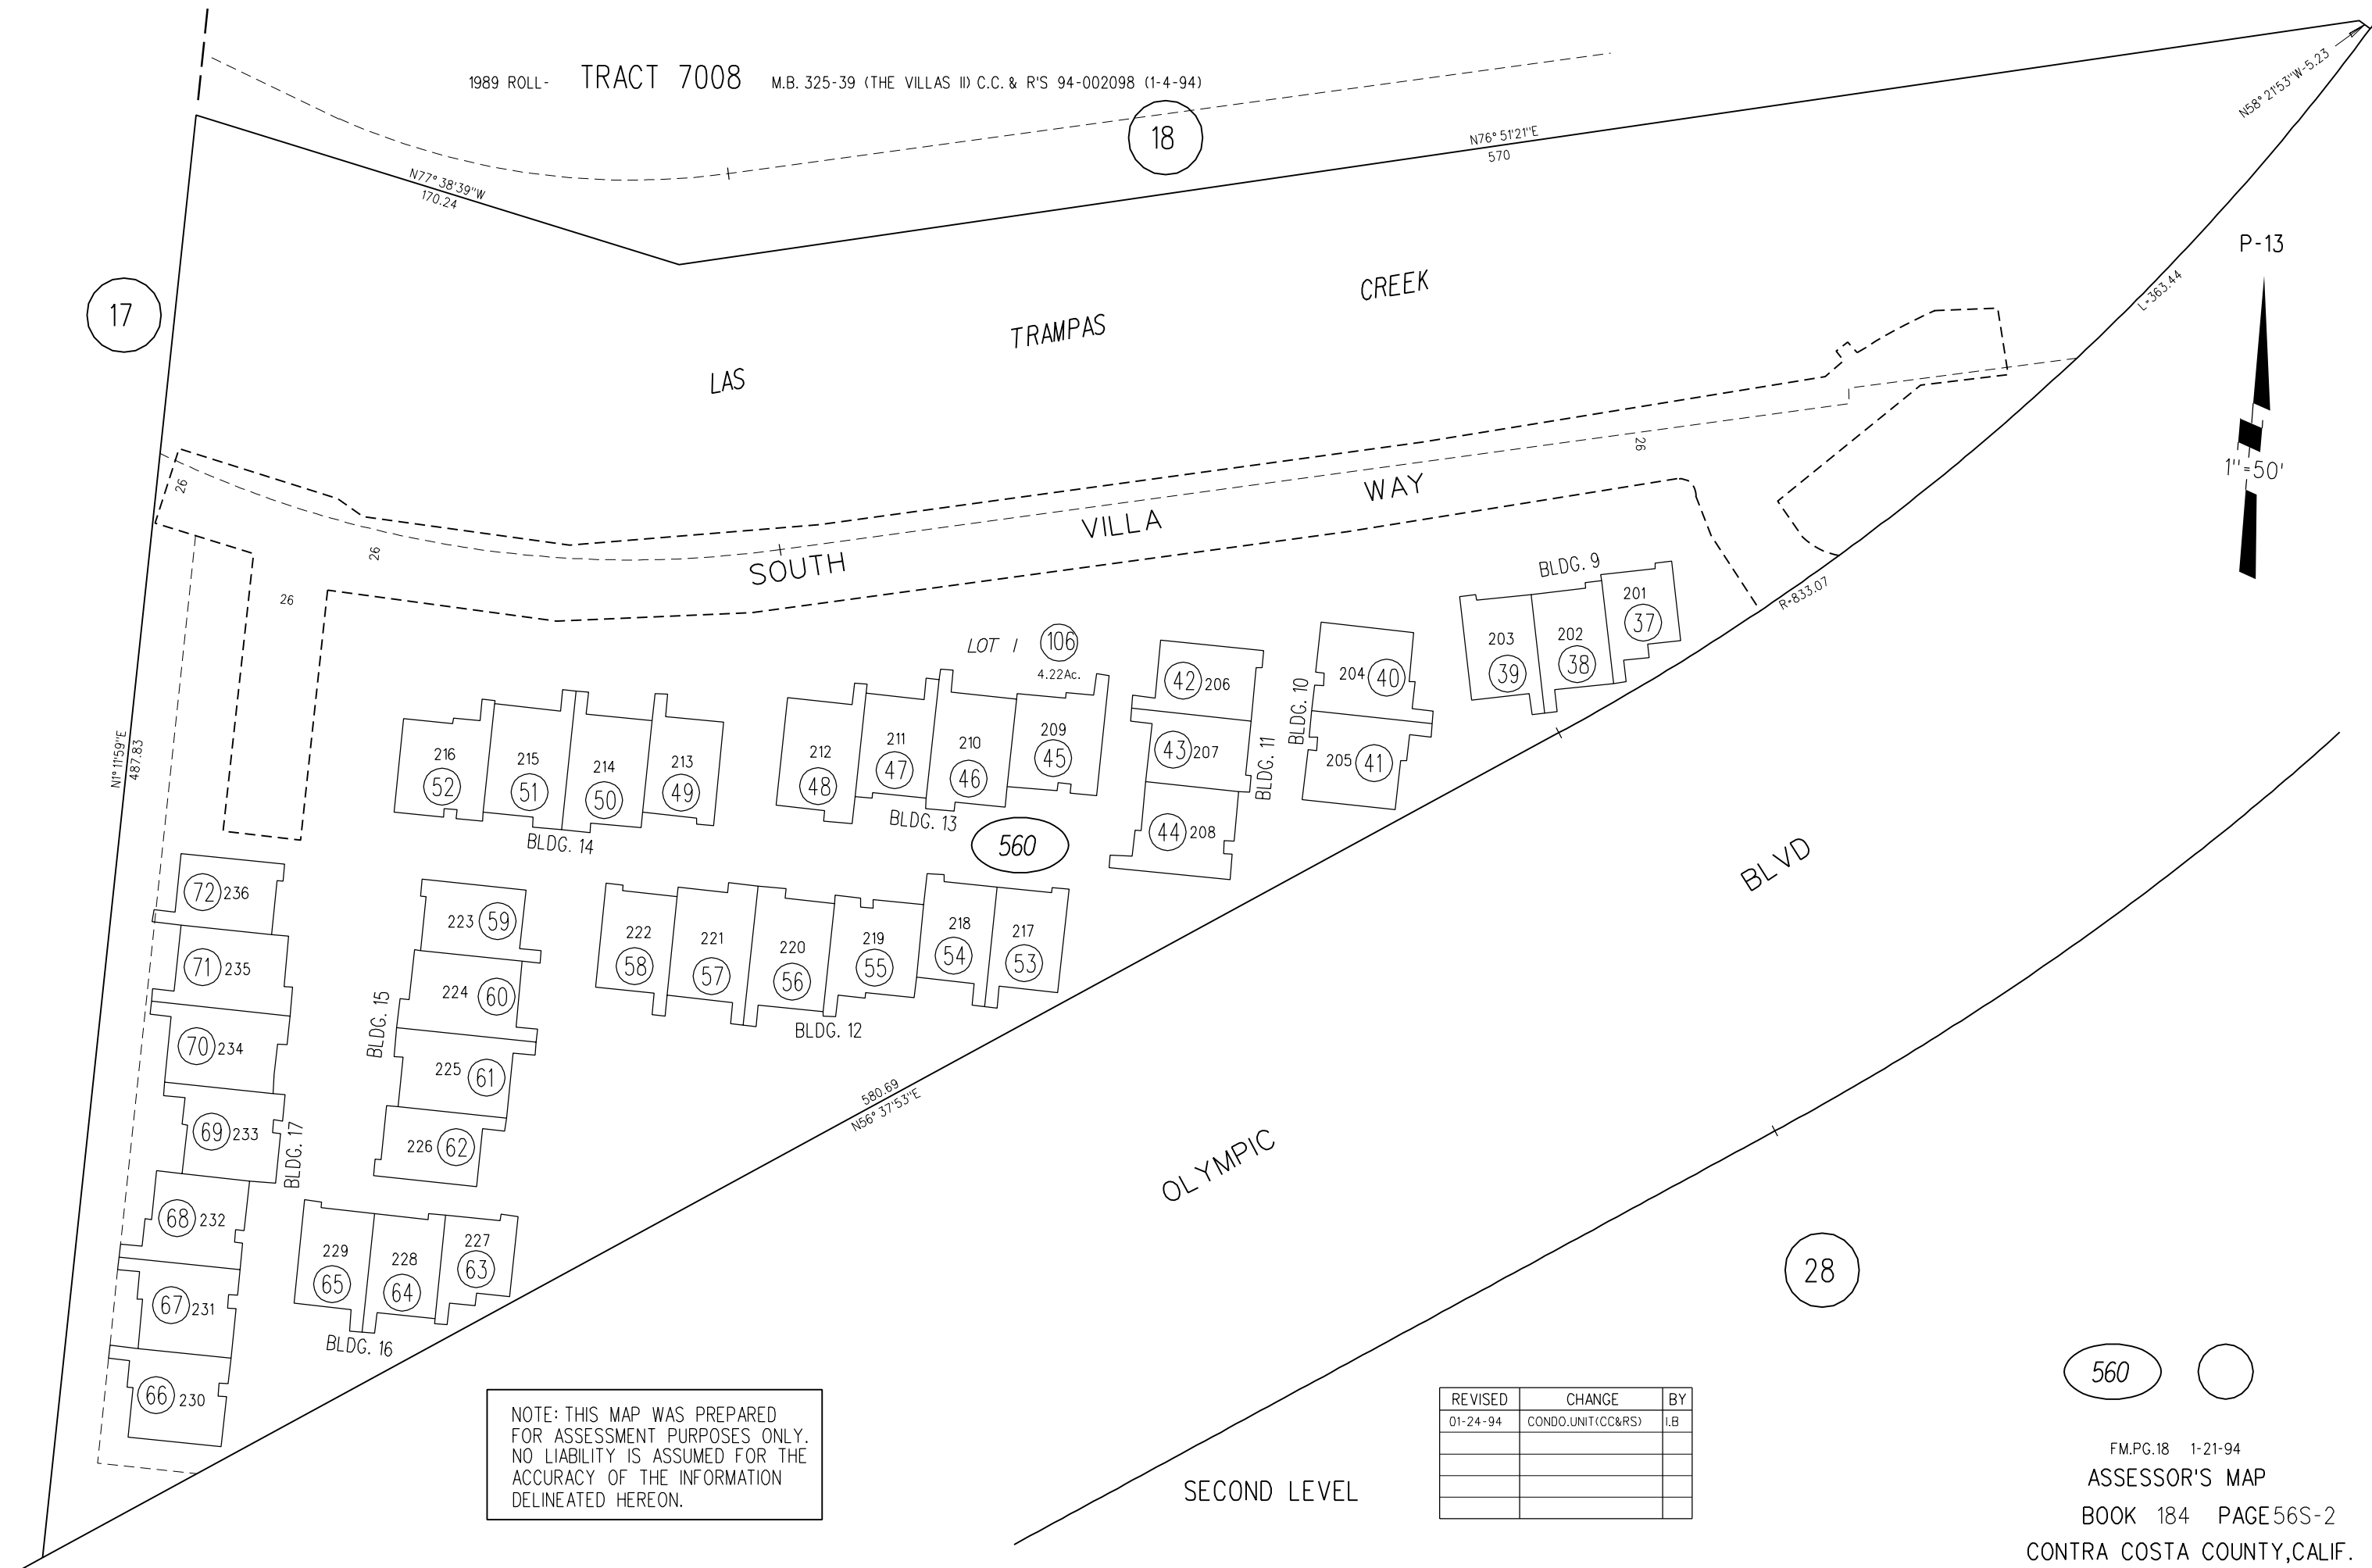 1989 ROLL- TRACT 7008 M.B. 325-39 (THE VILLAS II) C.C. & R'S 94-002098 (1-4-94)
18
N58° 21'53"W-5.23
N76° 51'21"E
570
N77° 38'39"W
170.24
P-13
17
LAS TRAMPAS CREEK
L=363.44
1"=50'
26
26
26
26
SOUTH VILLA WAY
R=833.07
LOT 1 106
4.22Ac.
BLDG. 9
203 39
202 38
201 37
BLDG. 10
204 40
205 41
BLDG. 11
42 206
43 207
44 208
N1° 11'59"E
487.83
216 52
215 51
214 50
213 49
BLDG. 14
212 48
211 47
210 46
209 45
BLDG. 13
560
72 236
71 235
70 234
69 233
68 232
67 231
66 230
BLDG. 17
223 59
224 60
225 61
226 62
BLDG. 15
222 58
221 57
220 56
219 55
218 54
217 53
BLDG. 12
229 65
228 64
227 63
BLDG. 16
580.69
N56° 37'53"E
OLYMPIC BLVD
28
NOTE: THIS MAP WAS PREPARED
FOR ASSESSMENT PURPOSES ONLY.
NO LIABILITY IS ASSUMED FOR THE
ACCURACY OF THE INFORMATION
DELINEATED HEREON.
SECOND LEVEL
REVISED CHANGE BY
01-24-94 CONDO.UNIT(CC&RS) I.B
560
FM.PG.18 1-21-94
ASSESSOR'S MAP
BOOK 184 PAGE 56S-2
CONTRA COSTA COUNTY,CALIF.